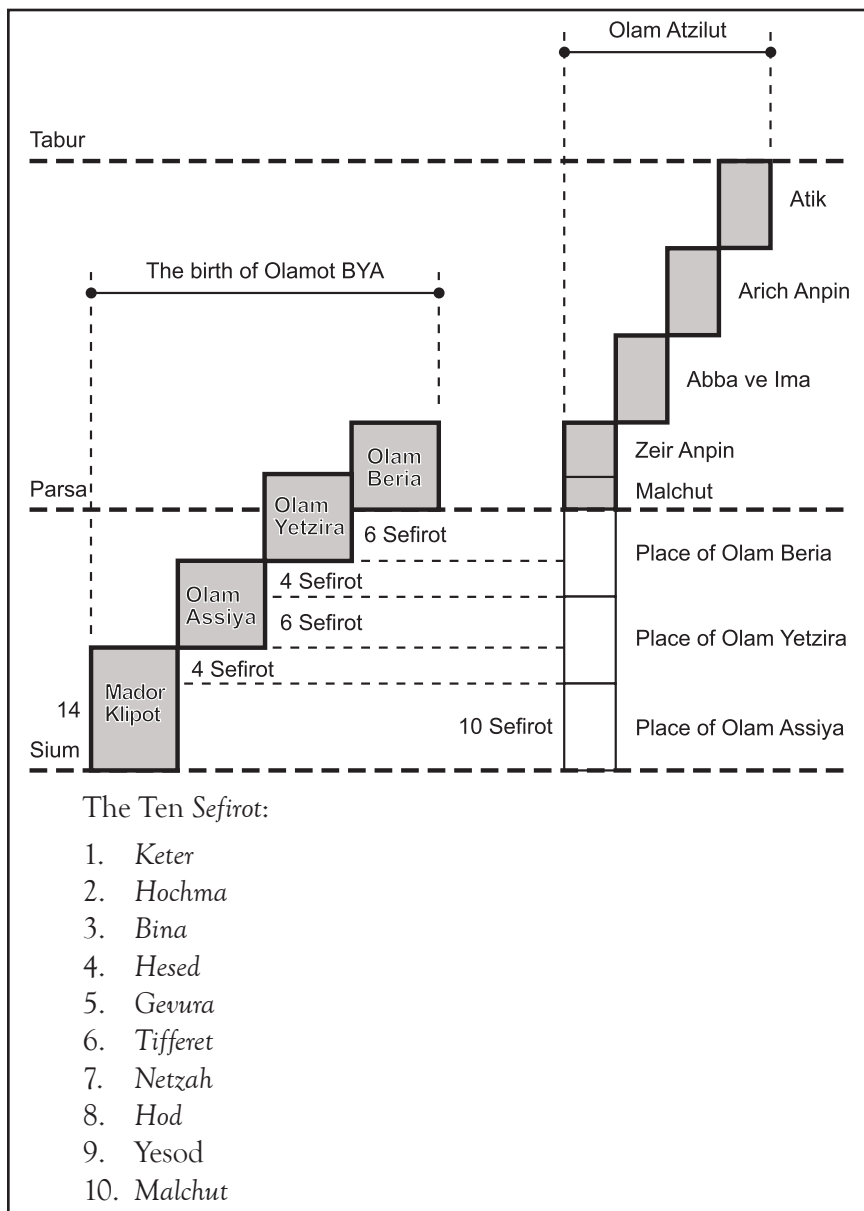 Olam Atzilut
Tabur
Atik
The birth of Olamot BYA
Arich Anpin
Abba ve Ima
Olam
Beria
Zeir Anpin
Parsa
Malchut
Olam
Yetzira
6 Sefirot
Place of Olam Beria
4 Sefirot
Olam
Assiya
6 Sefirot
Place of Olam Yetzira
4 Sefirot
Mador
Klipot
14
10 Sefirot
Place of Olam Assiya
Sium
The Ten Sefirot:
1. Keter
2. Hochma
3. Bina
4. Hesed
5. Gevura
6. Tifferet
7. Netzah
8. Hod
9. Yesod
10. Malchut